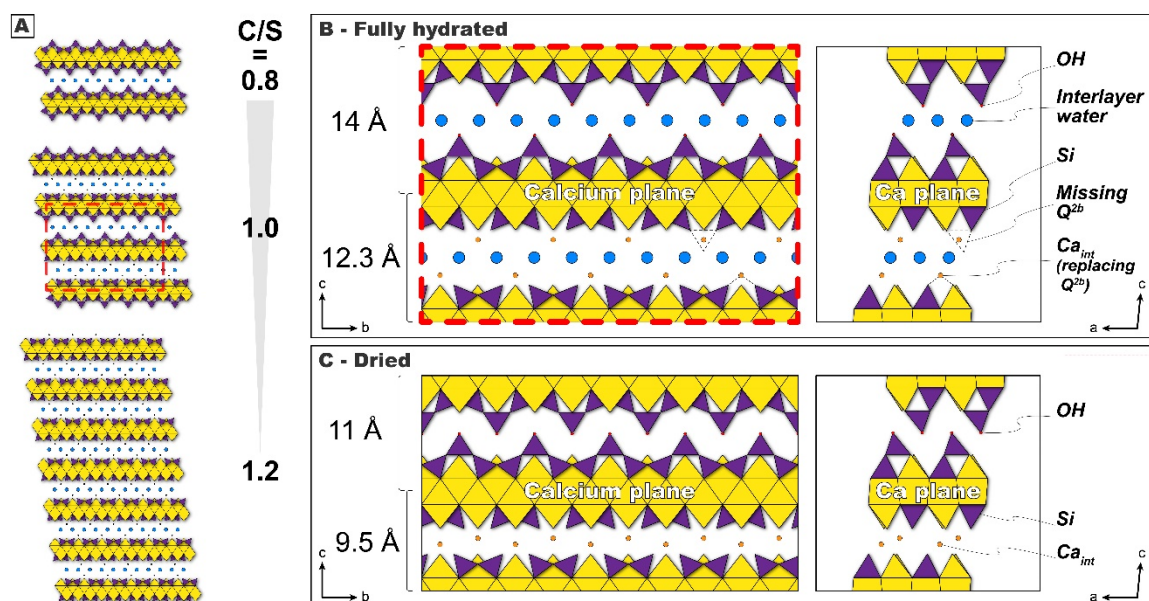 A
C/S
=
0.8
1.0
1.2
B - Fully hydrated
14 Å
12.3 Å
Calcium plane
c
b
Ca plane
OH
Interlayer
water
Si
Missing
Q2b
Caint
(replacing
Q2b)
c
a
C - Dried
11 Å
9.5 Å
Calcium plane
c
b
Ca plane
OH
Si
Caint
c
a